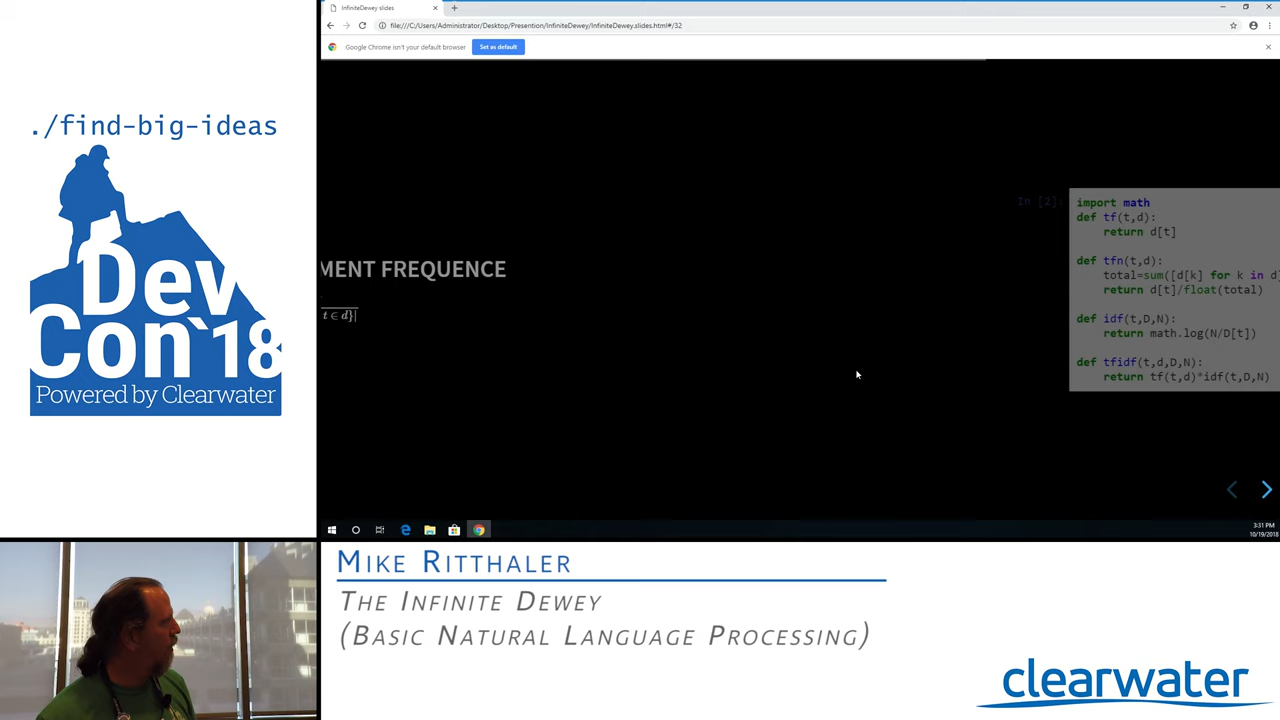 ./find-big-ideas
Dev
Con`18
Powered by Clearwater
InfiniteDewey slides
file:///C:/Users/Administrator/Desktop/Presention/InfiniteDewey/InfiniteDewey.slides.html#/32
Google Chrome isn't your default browser
Set as default
MENT FREQUENCE
t ∈ d}|
In [2]:
import math
def tf(t,d):
    return d[t]
def tfn(t,d):
    total=sum([d[k] for k in d
    return d[t]/float(total)
def idf(t,D,N):
    return math.log(N/D[t])
def tfidf(t,d,D,N):
    return tf(t,d)*idf(t,D,N)
3:31 PM
10/19/2018
Mike Ritthaler
The Infinite Dewey
(Basic Natural Language Processing)
clearwater